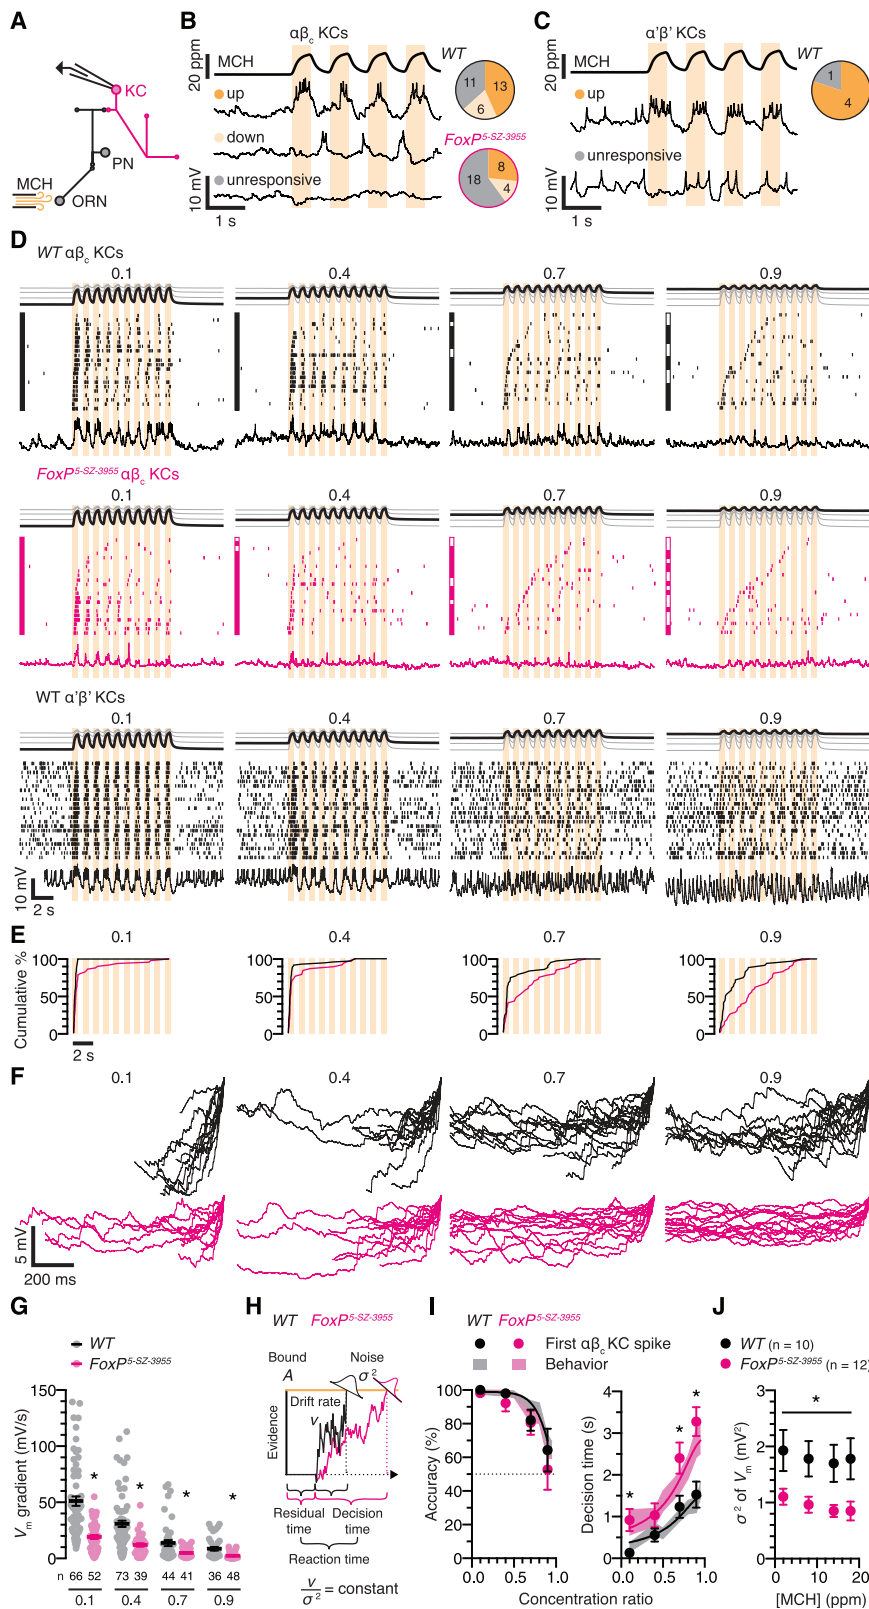 A
KC
PN
MCH
ORN
B
αβc KCs
20 ppm
MCH
WT
up
11
13
6
down
FoxP5-SZ-3955
unresponsive
18
8
4
10 mV
1 s
C
α'β' KCs
20 ppm
MCH
WT
up
1
4
unresponsive
10 mV
1 s
D
WT αβc KCs
0.1
0.4
0.7
0.9
FoxP5-SZ-3955 αβc KCs
0.1
0.4
0.7
0.9
WT α'β' KCs
0.1
0.4
0.7
0.9
10 mV
2 s
E
0.1
0.4
0.7
0.9
Cumulative %
100
50
0
100
50
0
100
50
0
100
50
0
2 s
F
0.1
0.4
0.7
0.9
5 mV
200 ms
G
WT
FoxP5-SZ-3955
Vm gradient (mV/s)
150
100
50
0
*
*
*
*
n 66 52 73 39 44 41 36 48
0.1 0.4 0.7 0.9
H
WT FoxP5-SZ-3955
Bound
A
Noise
σ2
Drift rate
v
Evidence
Residual time
Decision time
Reaction time
v
σ2
= constant
I
WT FoxP5-SZ-3955
First αβc KC spike
Behavior
Accuracy (%)
100
80
60
40
20
0
0.0 0.5 1.0
Decision time (s)
5
4
3
2
1
0
*
*
*
0.0 0.5 1.0
Concentration ratio
J
WT (n = 10)
FoxP5-SZ-3955 (n = 12)
σ2 of Vm (mV2)
3
2
1
0
*
0 10 20
[MCH] (ppm)